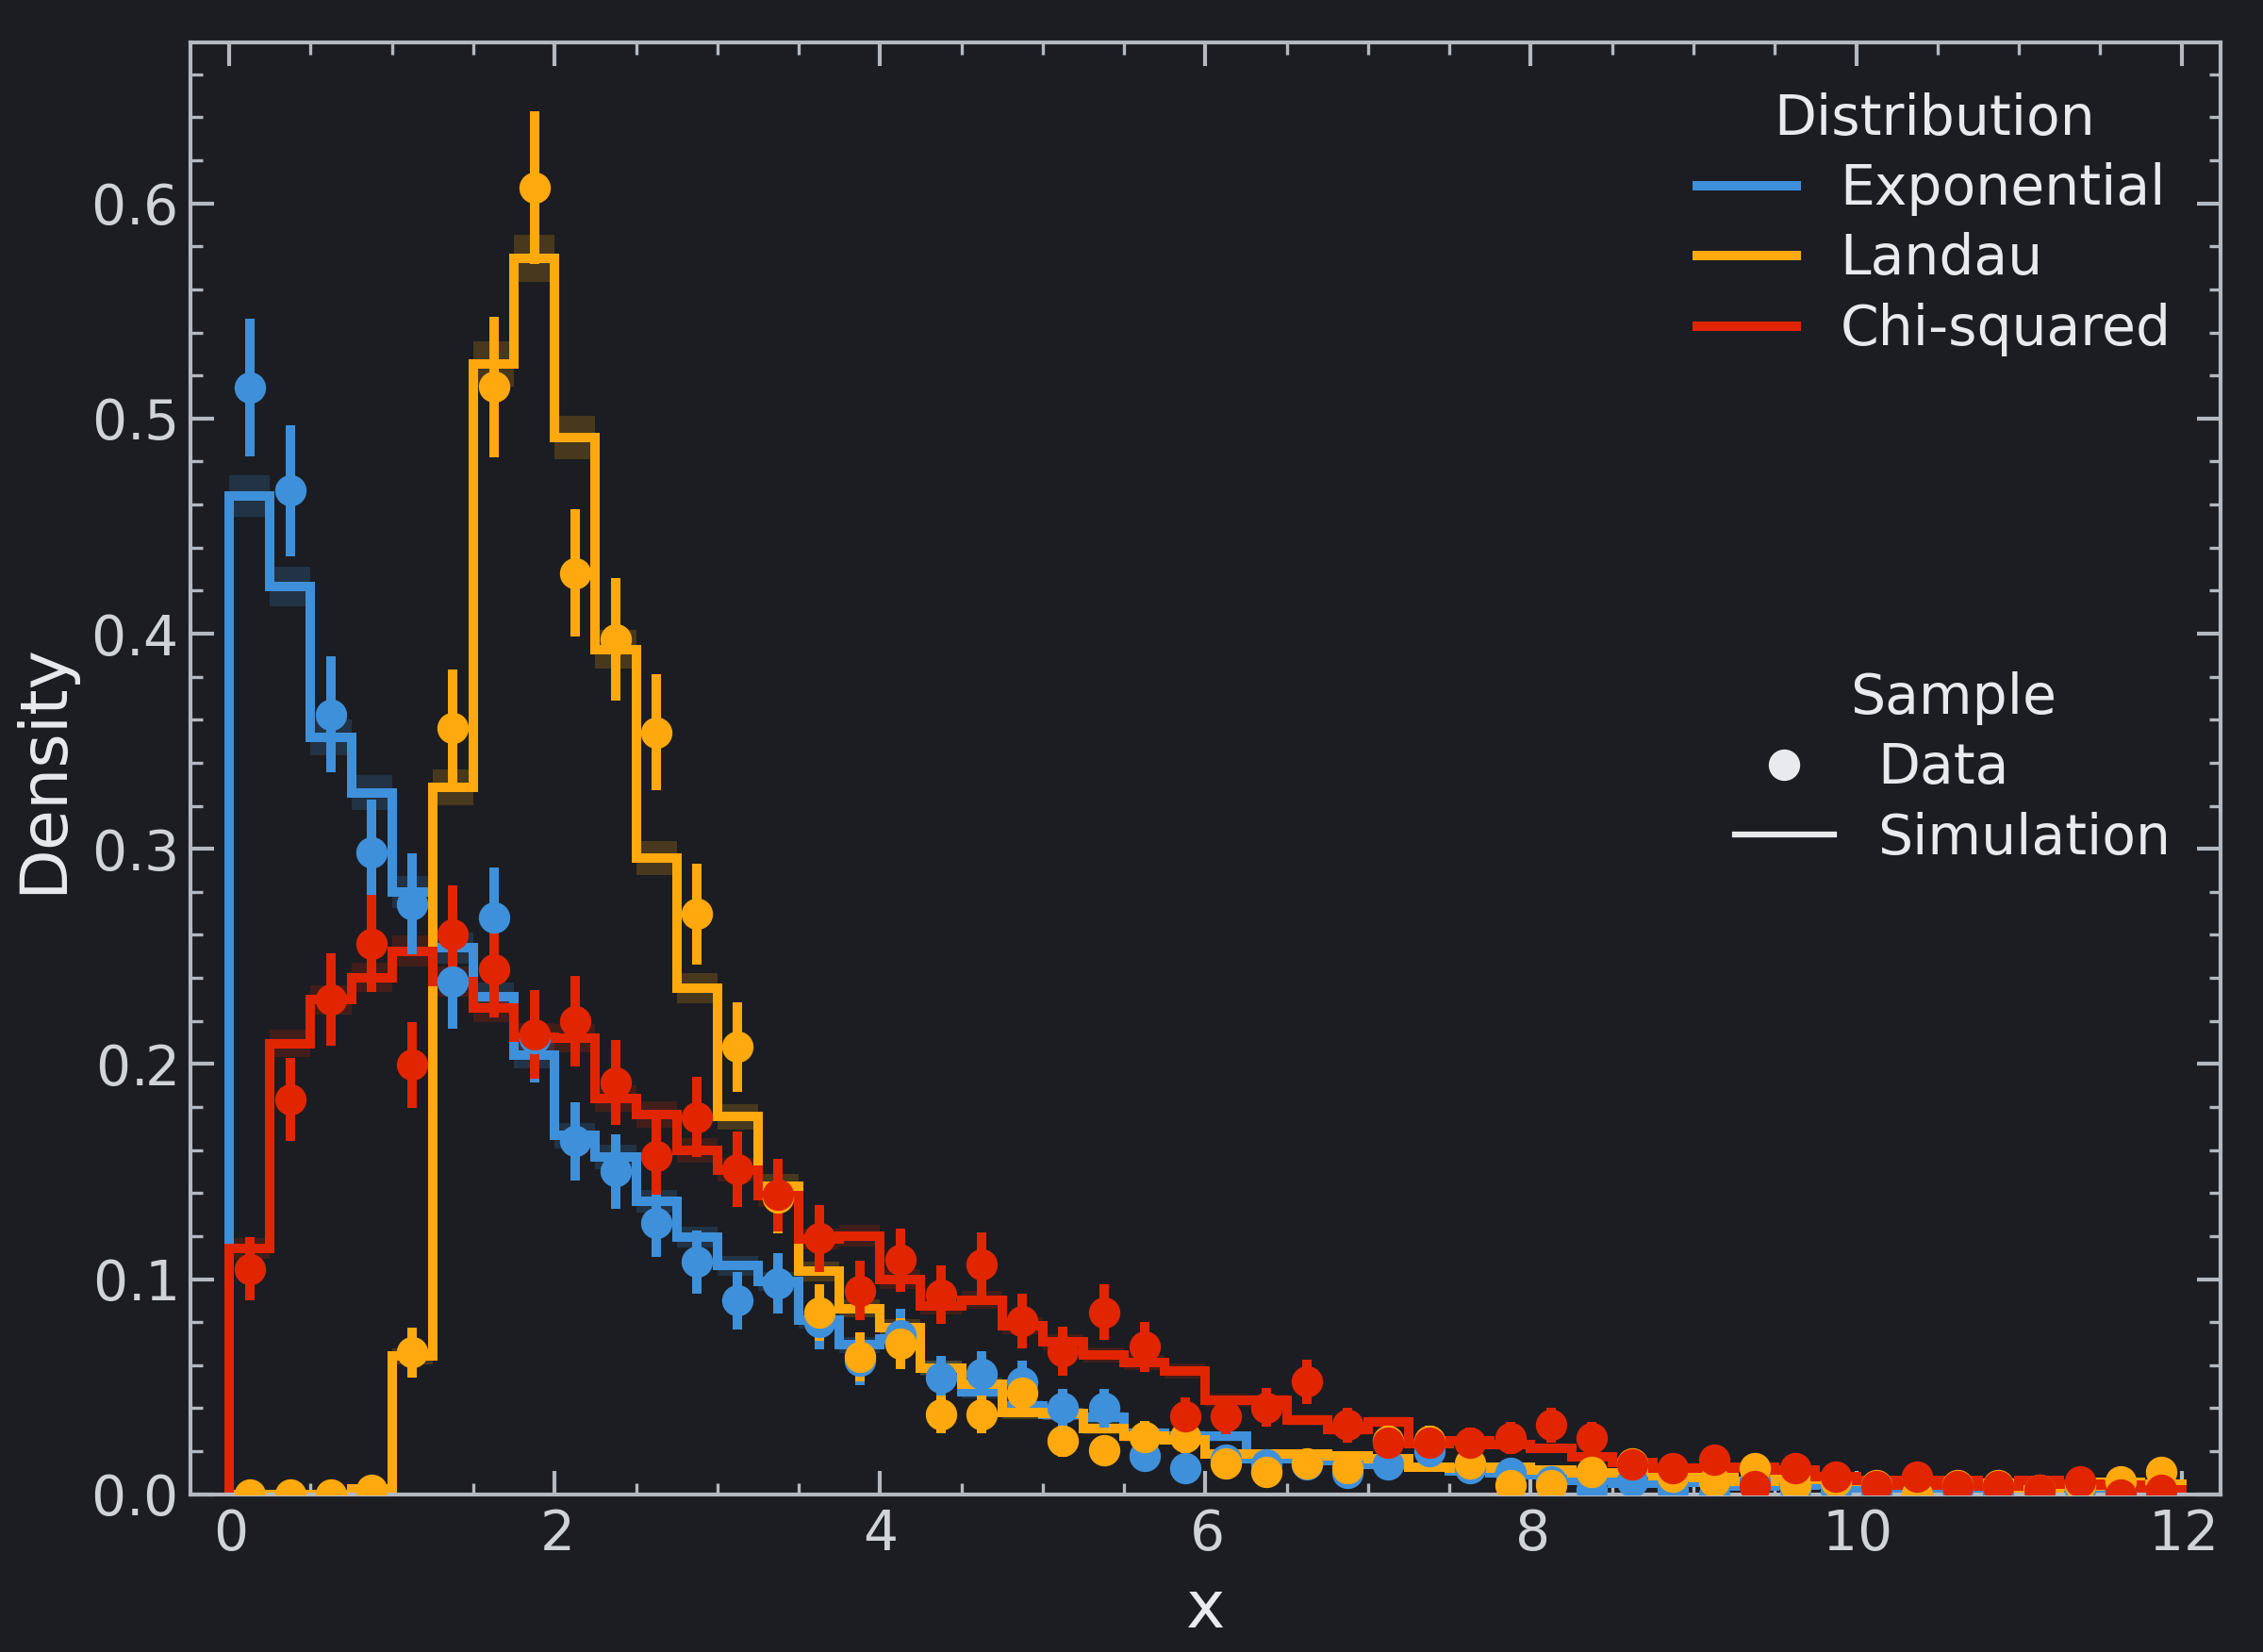 Distribution
Exponential
Landau
Chi-squared
Sample
Data
Simulation
Density
0.6
0.5
0.4
0.3
0.2
0.1
0.0
0 2 4 6 8 10 12
x